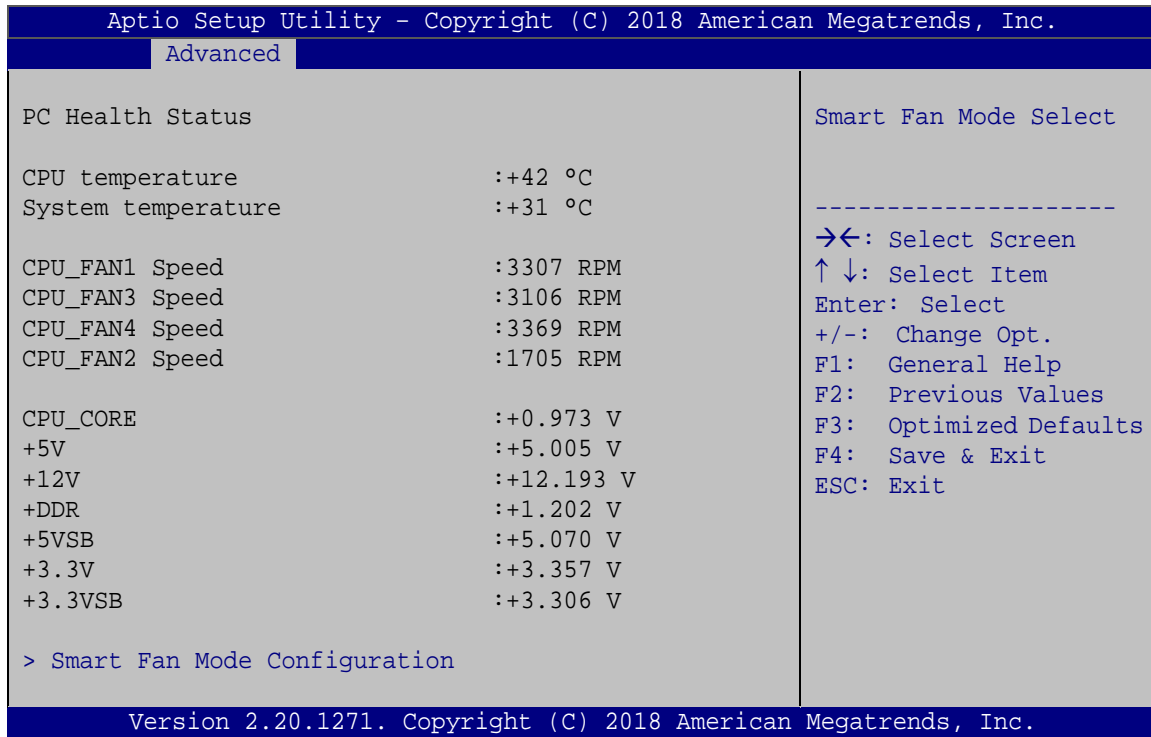 Aptio Setup Utility – Copyright (C) 2018 American Megatrends, Inc.
Advanced
PC Health Status
CPU temperature :+42 ºC
System temperature :+31 ºC
CPU_FAN1 Speed :3307 RPM
CPU_FAN3 Speed :3106 RPM
CPU_FAN4 Speed :3369 RPM
CPU_FAN2 Speed :1705 RPM
CPU_CORE :+0.973 V
+5V :+5.005 V
+12V :+12.193 V
+DDR :+1.202 V
+5VSB :+5.070 V
+3.3V :+3.357 V
+3.3VSB :+3.306 V
> Smart Fan Mode Configuration
Smart Fan Mode Select
---------------------
→←: Select Screen
↑ ↓: Select Item
Enter: Select
+/-: Change Opt.
F1: General Help
F2: Previous Values
F3: Optimized Defaults
F4: Save & Exit
ESC: Exit
Version 2.20.1271. Copyright (C) 2018 American Megatrends, Inc.